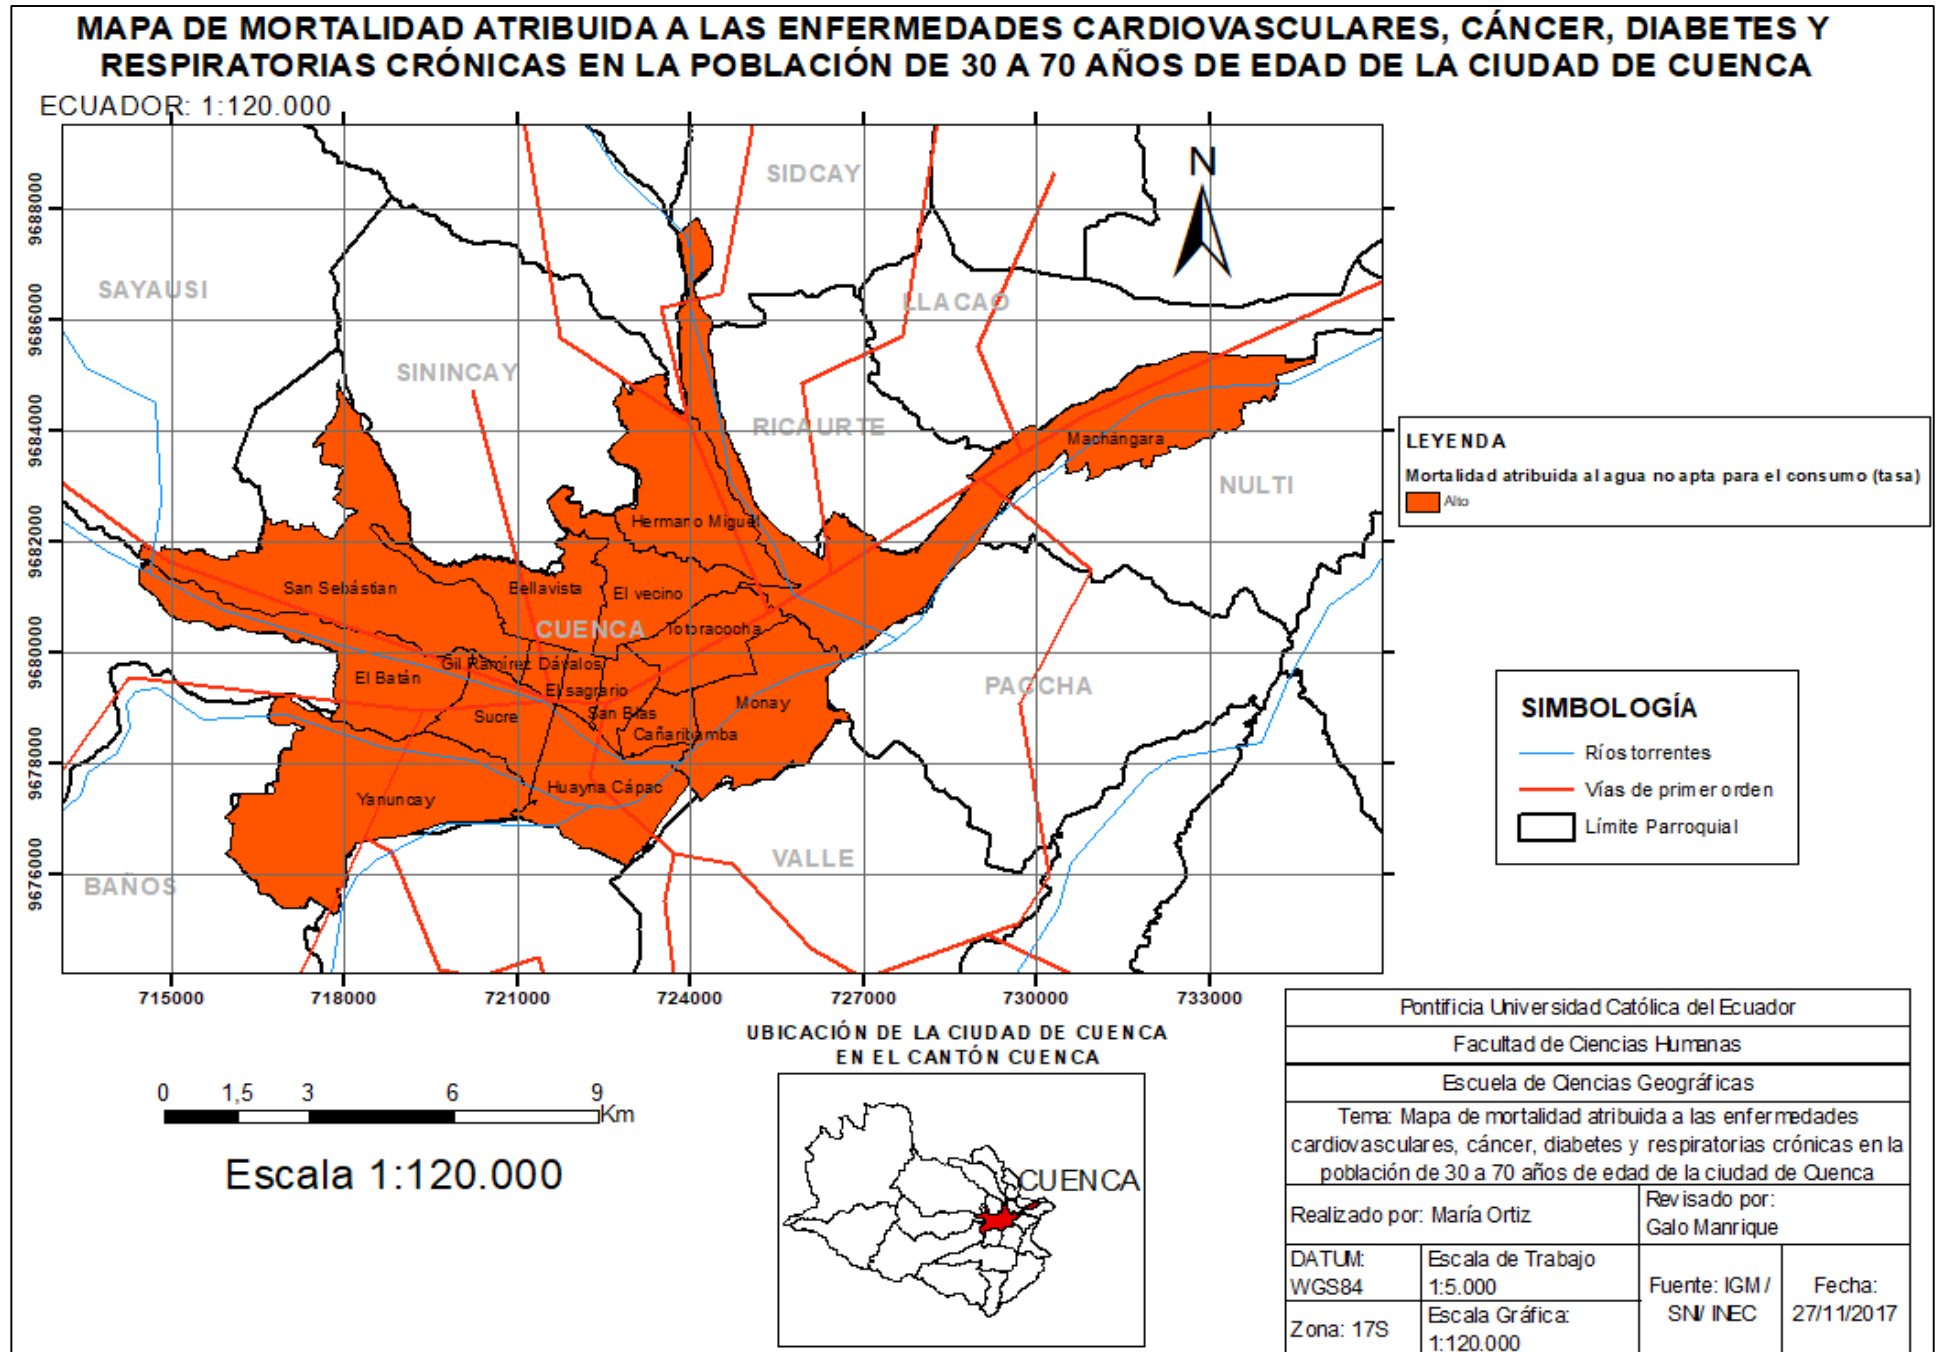 MAPA DE MORTALIDAD ATRIBUIDA A LAS ENFERMEDADES CARDIOVASCULARES, CÁNCER, DIABETES Y
RESPIRATORIAS CRÓNICAS EN LA POBLACIÓN DE 30 A 70 AÑOS DE EDAD DE LA CIUDAD DE CUENCA
ECUADOR: 1:120.000
N
SIDCAY
SAYAUSI
LLACAO
SININCAY
RICAURTE
Machángara
NULTI
Hermano Miguel
San Sebástian
Bellavista
El vecino
CUENCA
Totoracocha
Gil Ramírez Dávalos
El Batán
El sagrario
PACCHA
Sucre
San Blas
Monay
Cañaribamba
Huayna Cápac
Yanuncay
VALLE
BAÑOS
9688000
9686000
9684000
9682000
9680000
9678000
9676000
715000
718000
721000
724000
727000
730000
733000
LEYENDA
Mortalidad atribuida al agua no apta para el consumo (tasa)
Alto
SIMBOLOGÍA
Ríos torrentes
Vías de primer orden
Límite Parroquial
0 1,5 3 6 9
Km
Escala 1:120.000
UBICACIÓN DE LA CIUDAD DE CUENCA
EN EL CANTÓN CUENCA
CUENCA
Pontificia Universidad Católica del Ecuador
Facultad de Ciencias Humanas
Escuela de Ciencias Geográficas
Tema: Mapa de mortalidad atribuida a las enfermedades
cardiovasculares, cáncer, diabetes y respiratorias crónicas en la
población de 30 a 70 años de edad de la ciudad de Cuenca
Realizado por: María Ortiz
Revisado por:
Galo Manrique
DATUM:
WGS84
Escala de Trabajo
1:5.000
Zona: 17S
Escala Gráfica:
1:120.000
Fuente: IGM /
SNI/ INEC
Fecha:
27/11/2017